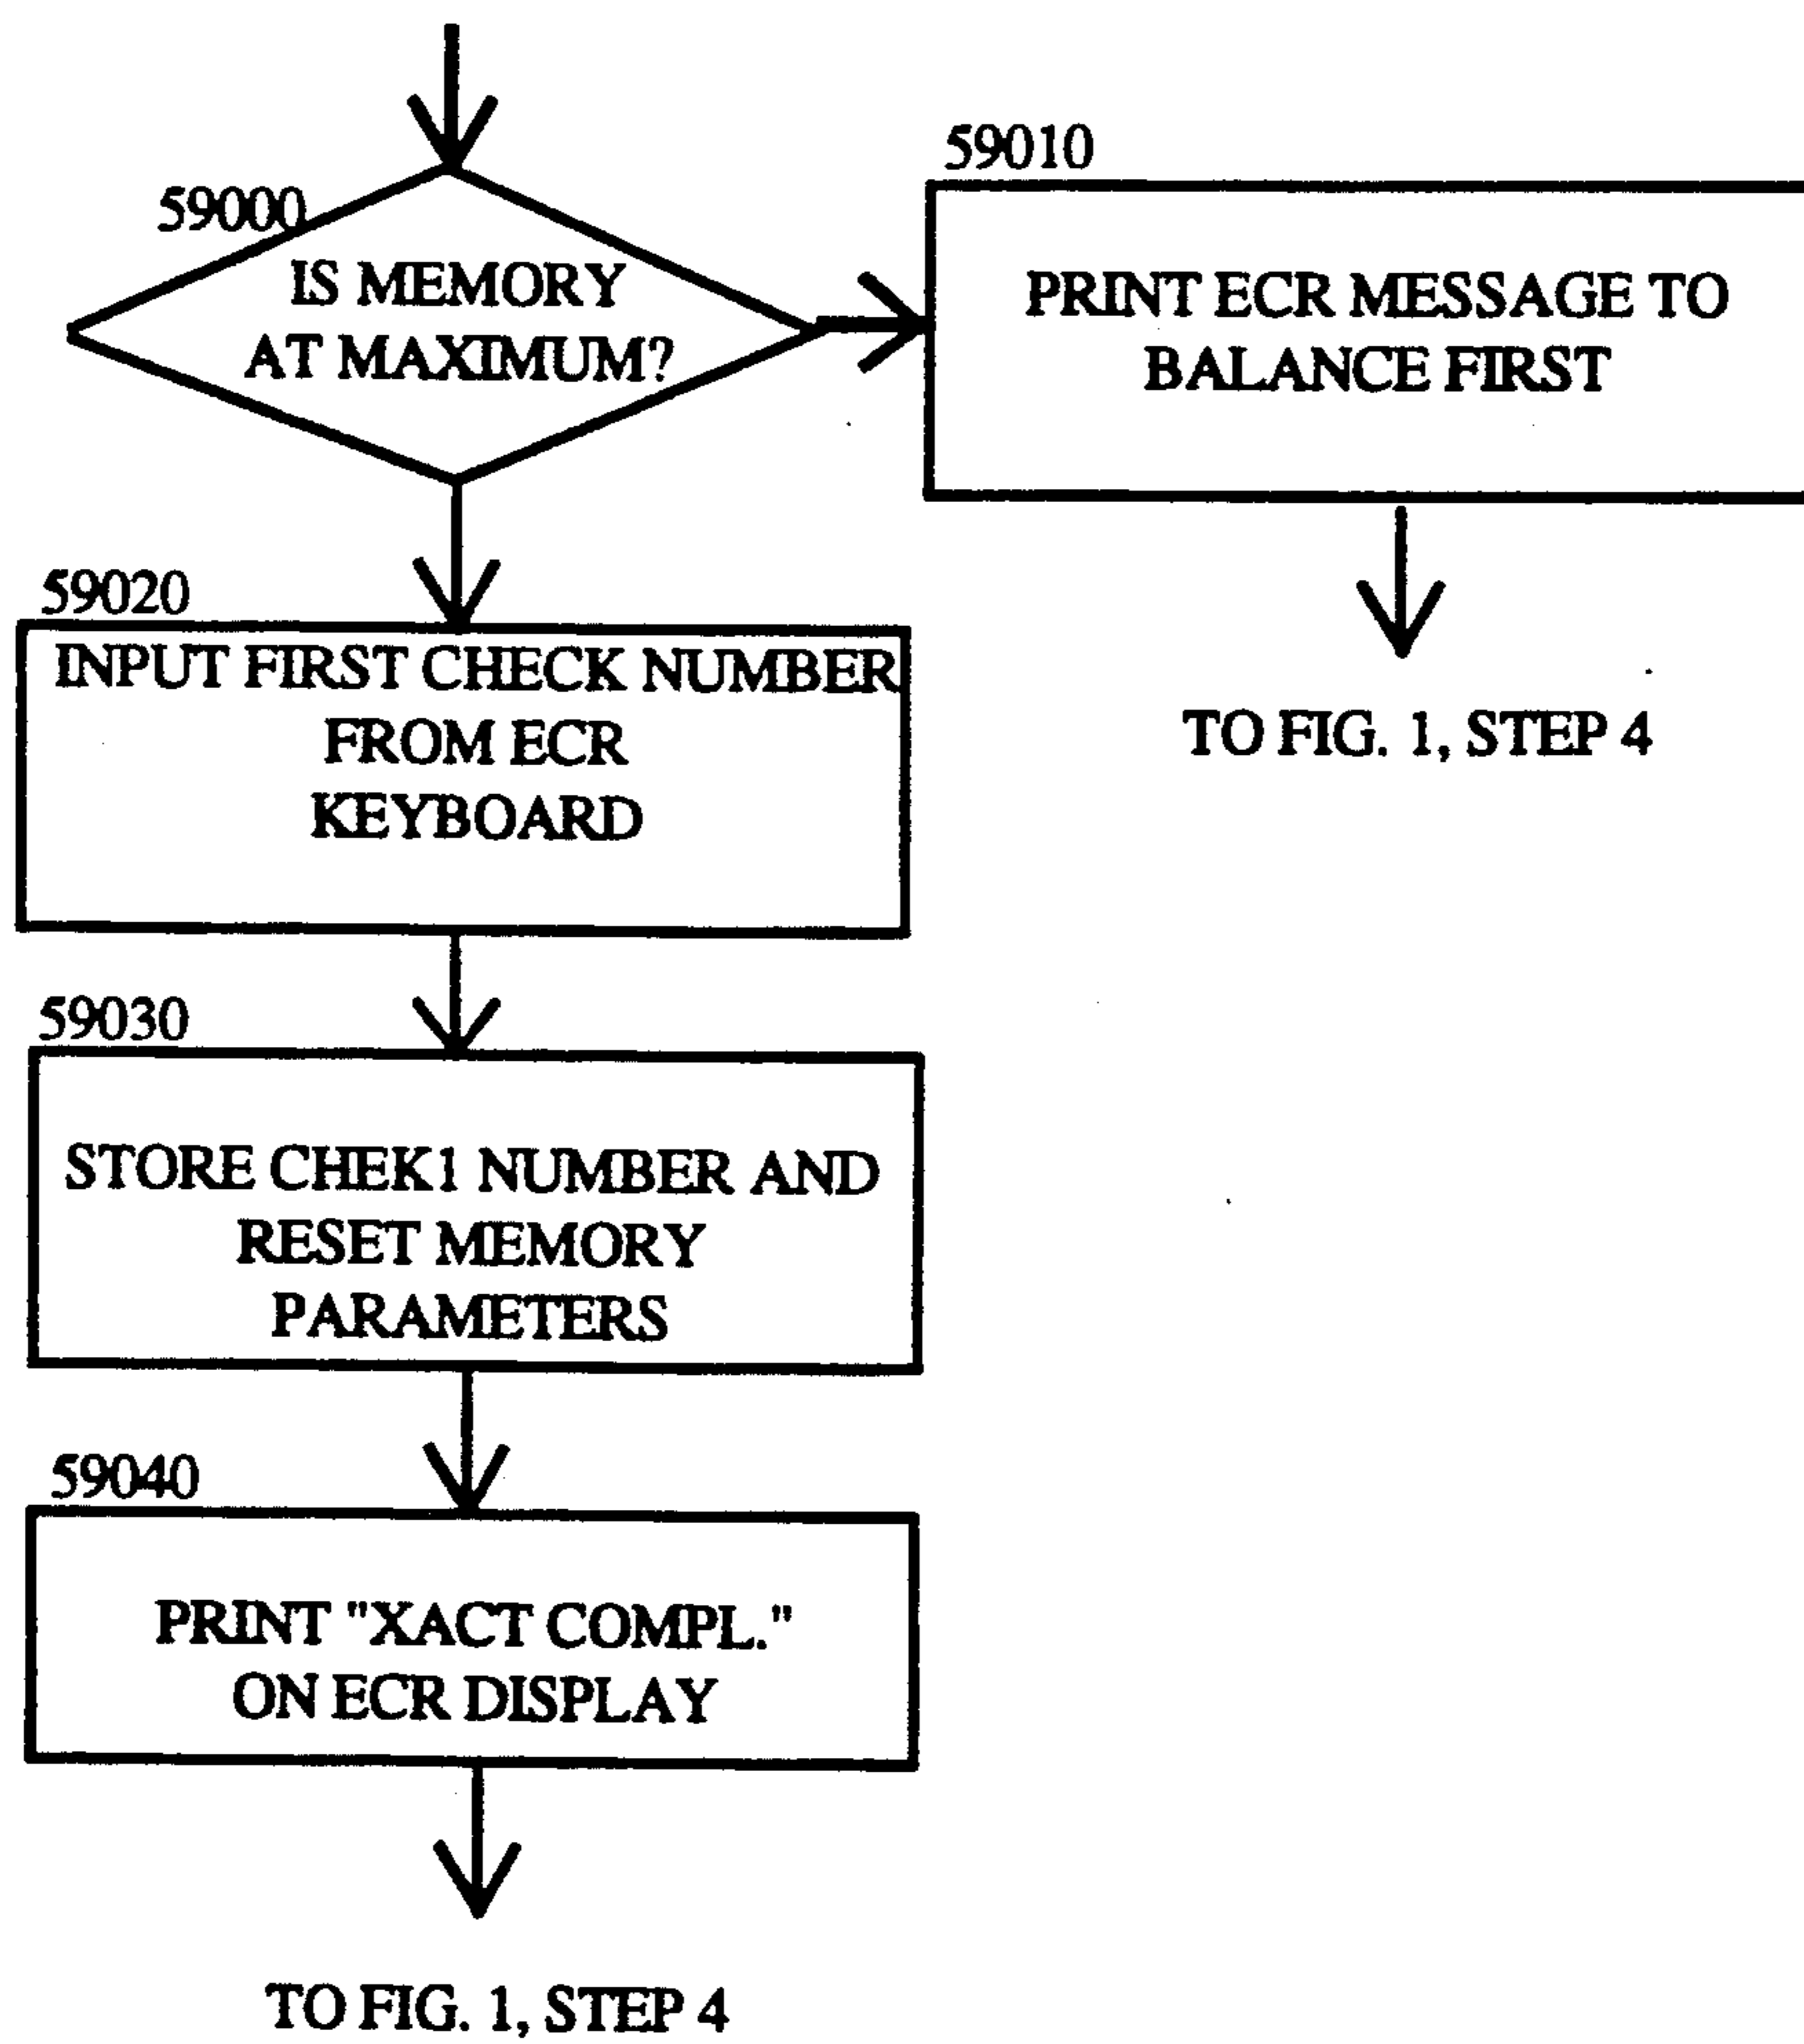 59000
IS MEMORY
AT MAXIMUM?
59010
PRINT ECR MESSAGE TO
BALANCE FIRST
TO FIG. 1, STEP 4
59020
INPUT FIRST CHECK NUMBER
FROM ECR
KEYBOARD
59030
STORE CHEK1 NUMBER AND
RESET MEMORY
PARAMETERS
59040
PRINT "XACT COMPL."
ON ECR DISPLAY
TO FIG. 1, STEP 4